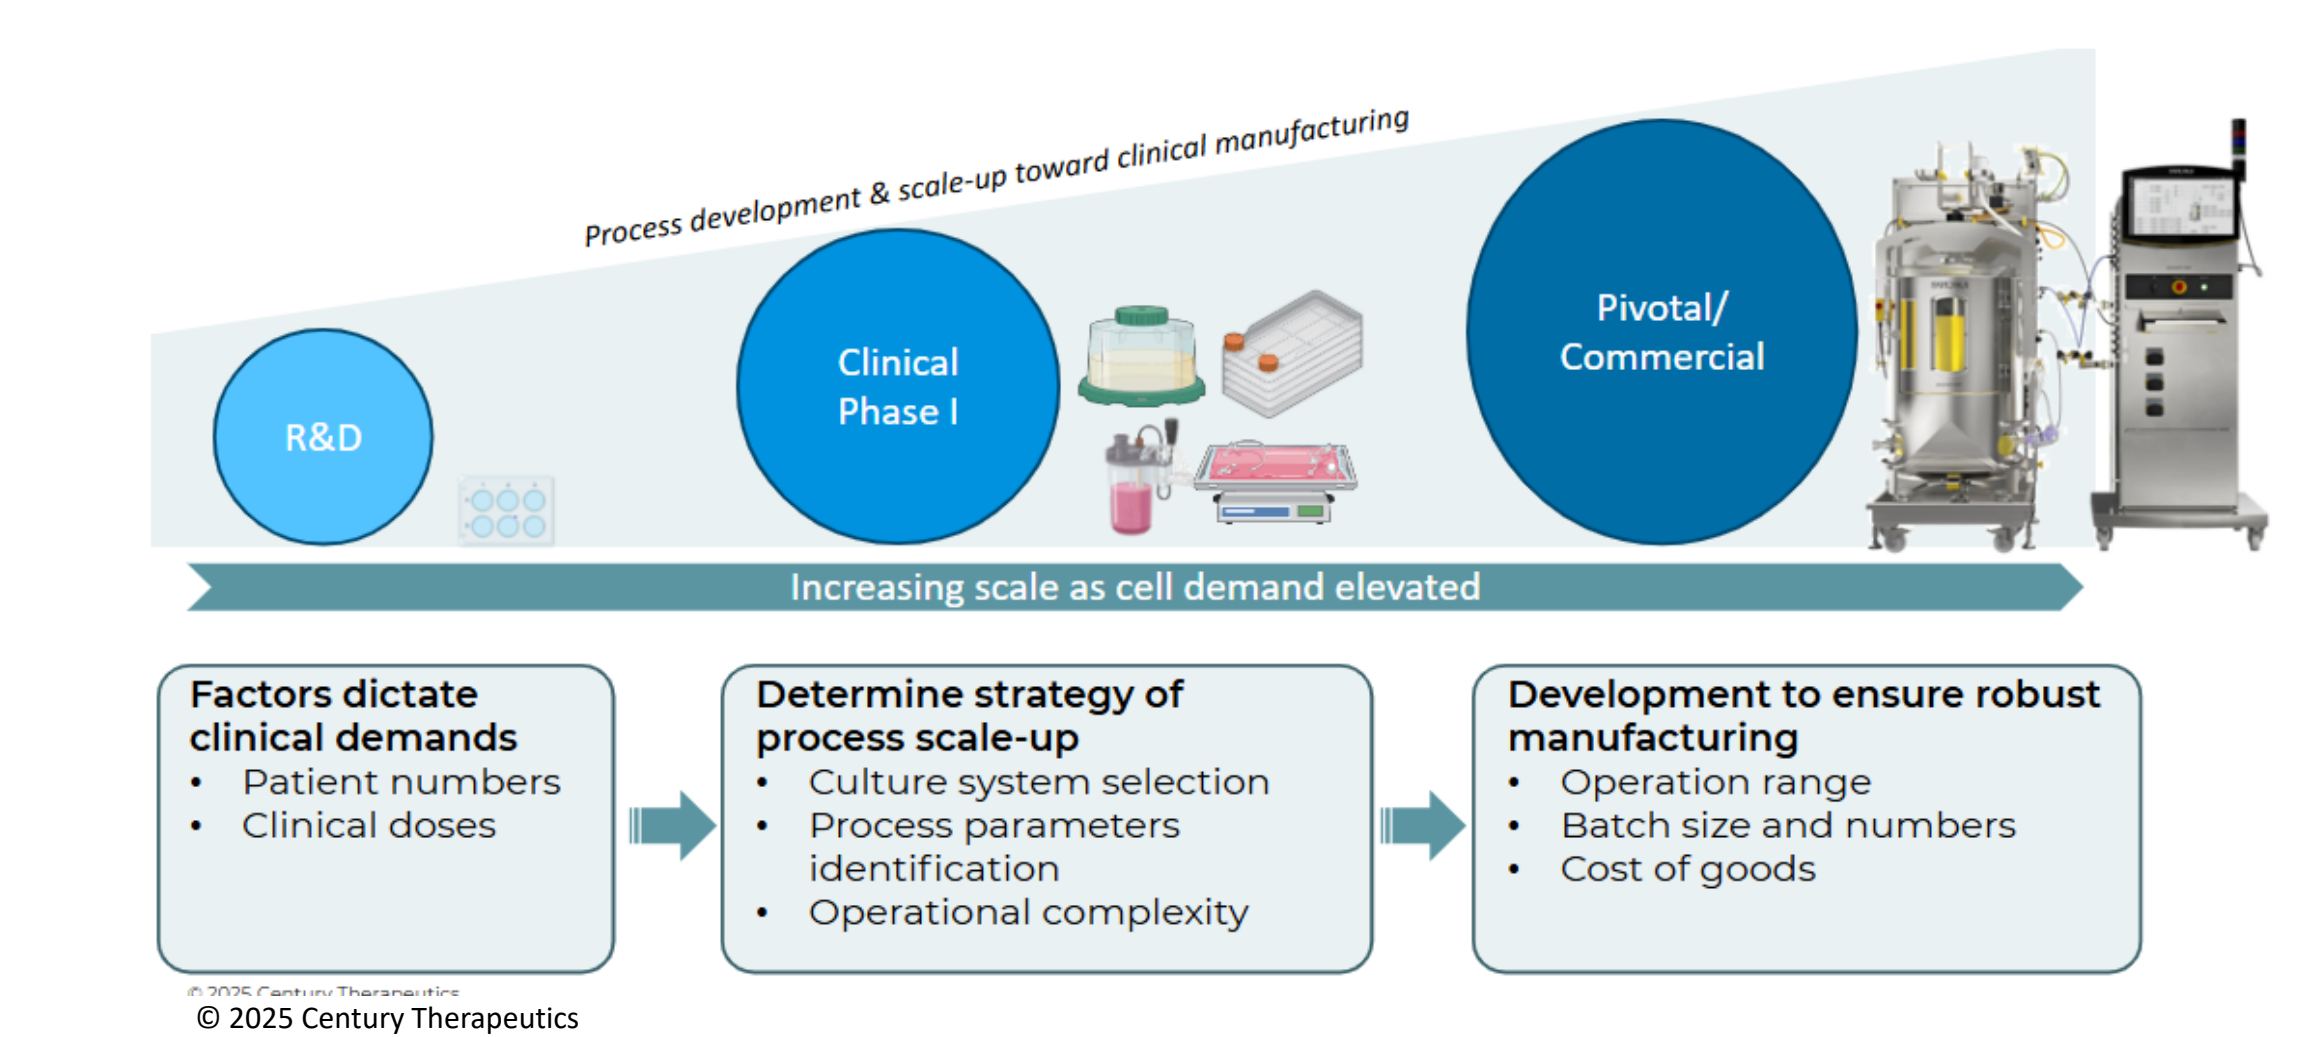 Process development & scale-up toward clinical manufacturing
R&D
Clinical
Phase I
Pivotal/
Commercial
Increasing scale as cell demand elevated
Factors dictate
clinical demands
• Patient numbers
• Clinical doses
Determine strategy of
process scale-up
• Culture system selection
• Process parameters
identification
• Operational complexity
Development to ensure robust
manufacturing
• Operation range
• Batch size and numbers
• Cost of goods
© 2025 Century Therapeutics
© 2025 Century Therapeutics